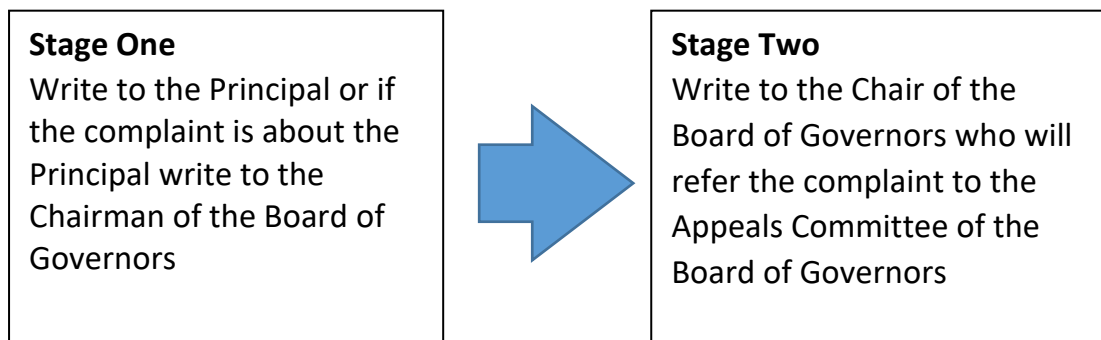 Stage One
Write to the Principal or if
the complaint is about the
Principal write to the
Chairman of the Board of
Governors
Stage Two
Write to the Chair of the
Board of Governors who will
refer the complaint to the
Appeals Committee of the
Board of Governors